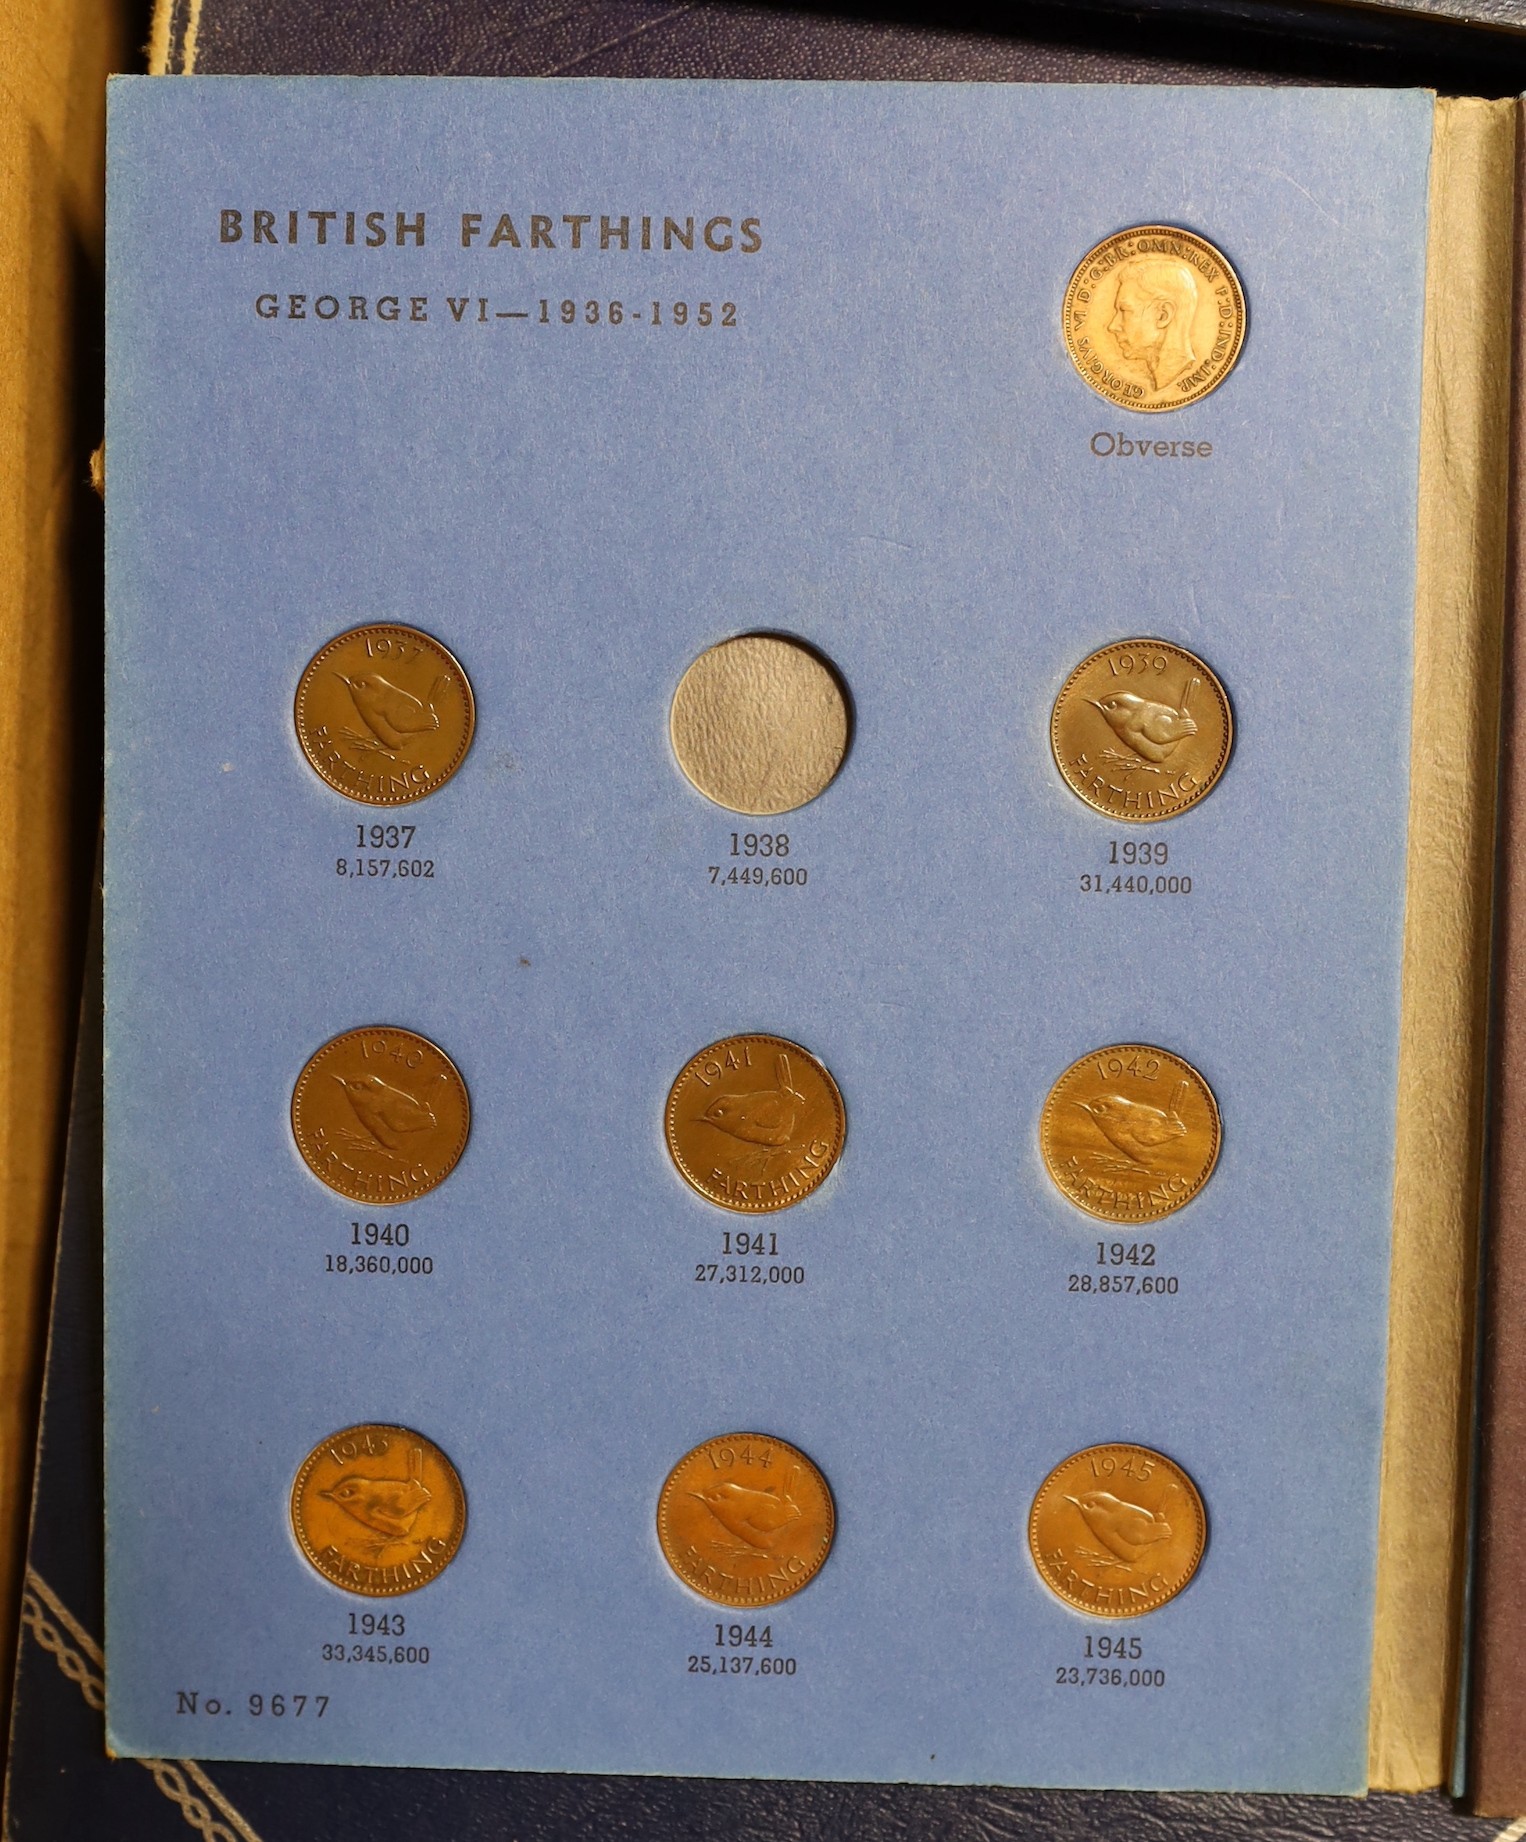 BRITISH FARTHINGS
GEORGE VI—1936-1952
GEORGIVS VI D:G:BR:OMN:REX F:D:IND:IMP.
Obverse
1937
FARTHING
1939
FARTHING
1937
8,157,602
1938
7,449,600
1939
31,440,000
1940
FARTHING
1941
FARTHING
1942
FARTHING
1940
18,360,000
1941
27,312,000
1942
28,857,600
1943
FARTHING
1944
FARTHING
1945
FARTHING
1943
33,345,600
1944
25,137,600
1945
23,736,000
No. 9677